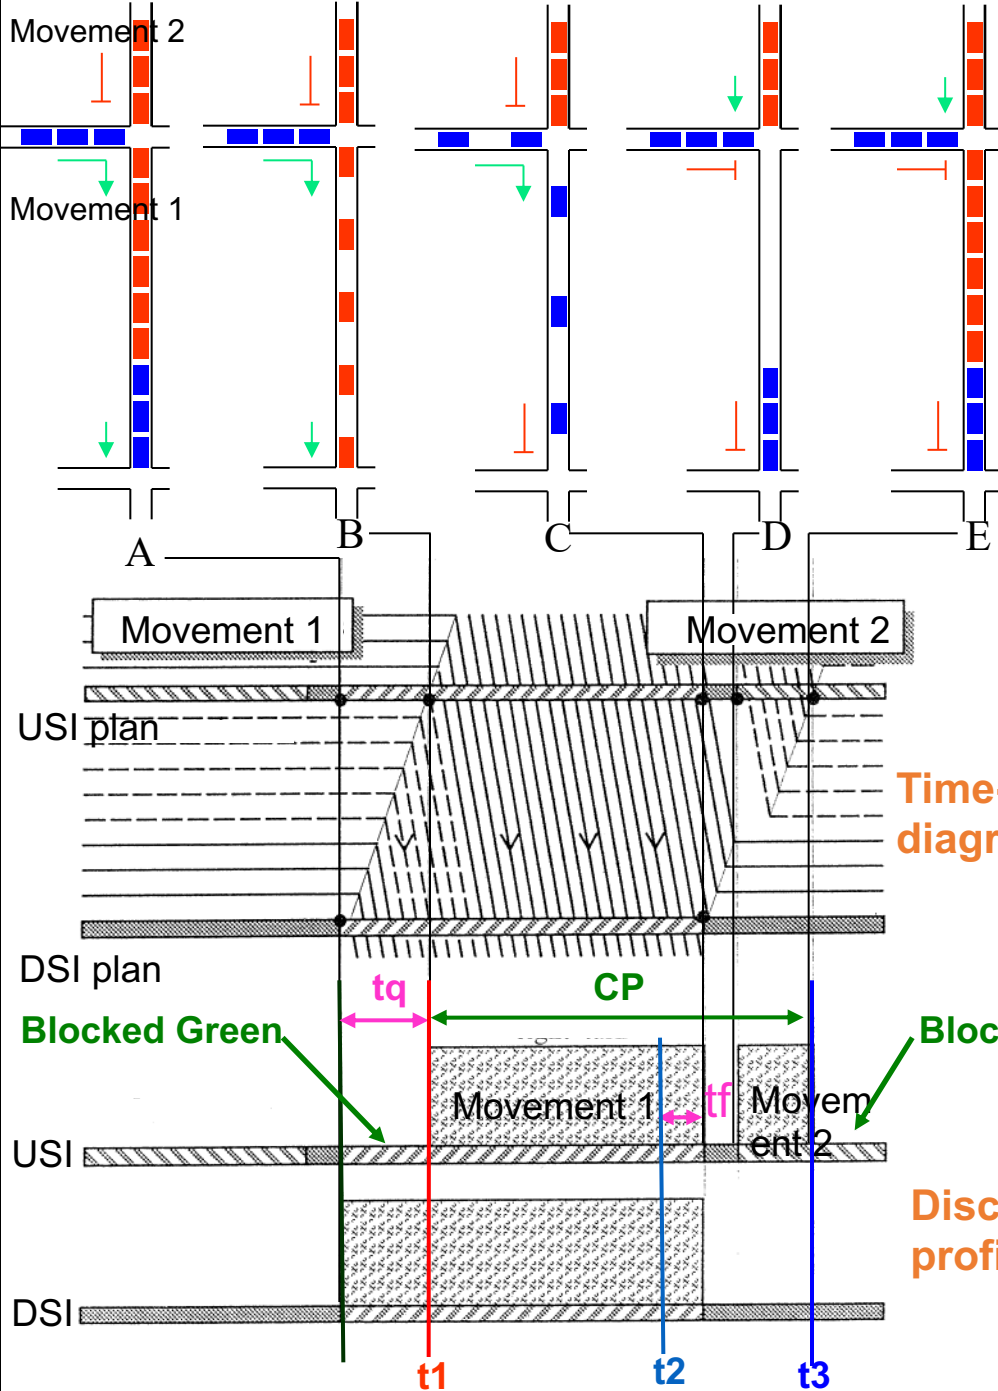 Movement 2
Movement 1
A
B
C
D
E
Movement 1
Movement 2
USI plan
Time-
diagr
DSI plan
tq
CP
Blocked Green
Bloc
Movement 1
tf
Movem
ent 2
USI
Disc
profi
DSI
t1
t2
t3